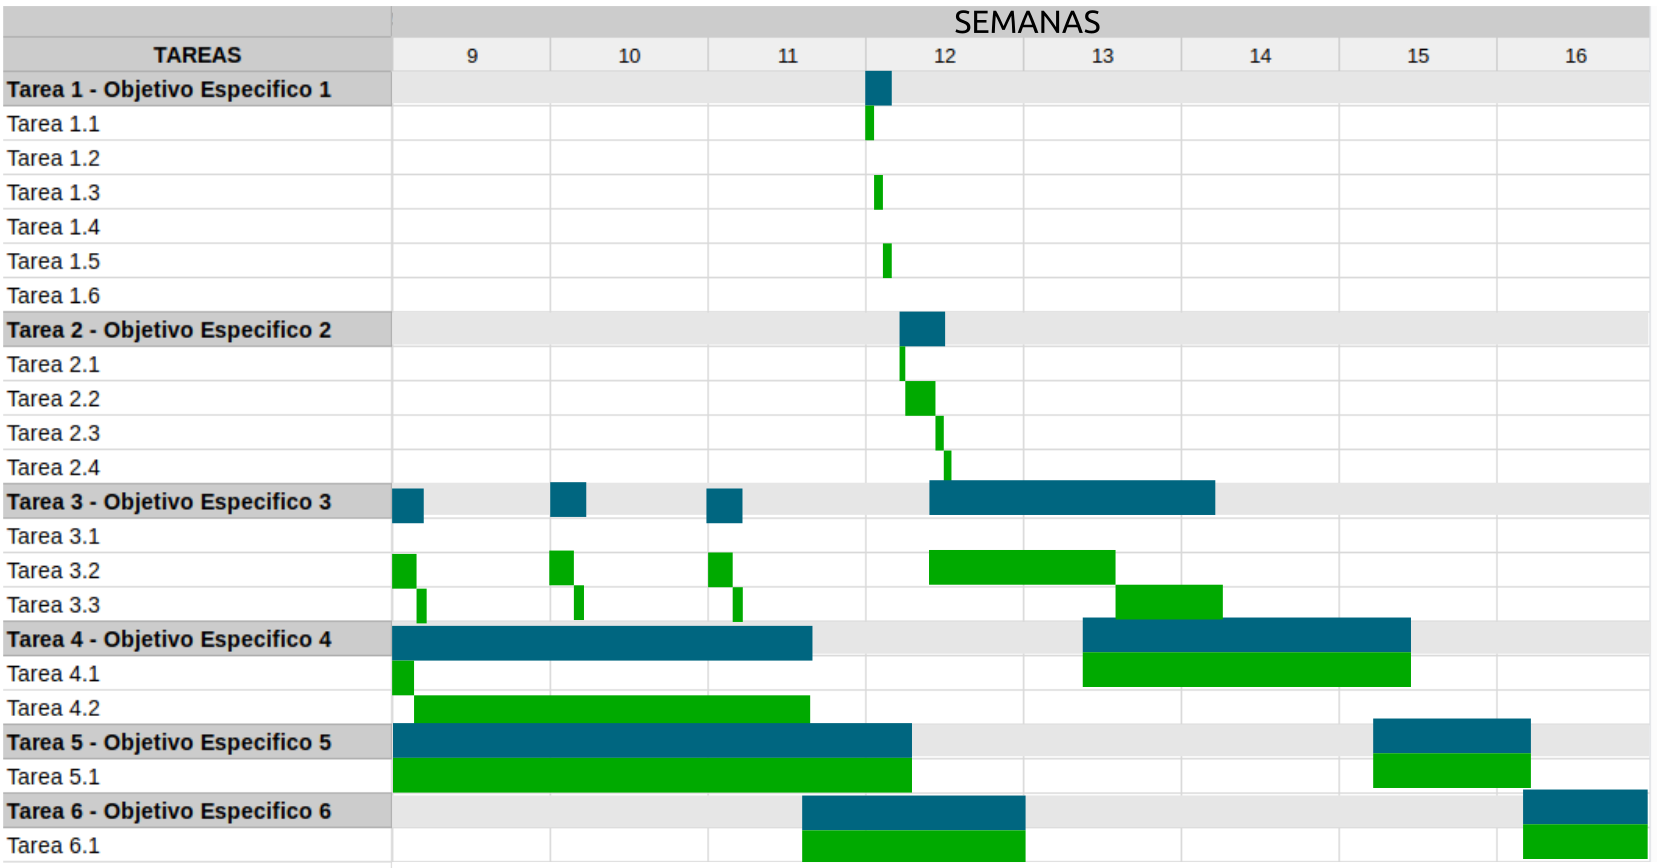 SEMANAS
TAREAS 9 10 11 12 13 14 15 16
Tarea 1 - Objetivo Especifico 1
Tarea 1.1
Tarea 1.2
Tarea 1.3
Tarea 1.4
Tarea 1.5
Tarea 1.6
Tarea 2 - Objetivo Especifico 2
Tarea 2.1
Tarea 2.2
Tarea 2.3
Tarea 2.4
Tarea 3 - Objetivo Especifico 3
Tarea 3.1
Tarea 3.2
Tarea 3.3
Tarea 4 - Objetivo Especifico 4
Tarea 4.1
Tarea 4.2
Tarea 5 - Objetivo Especifico 5
Tarea 5.1
Tarea 6 - Objetivo Especifico 6
Tarea 6.1